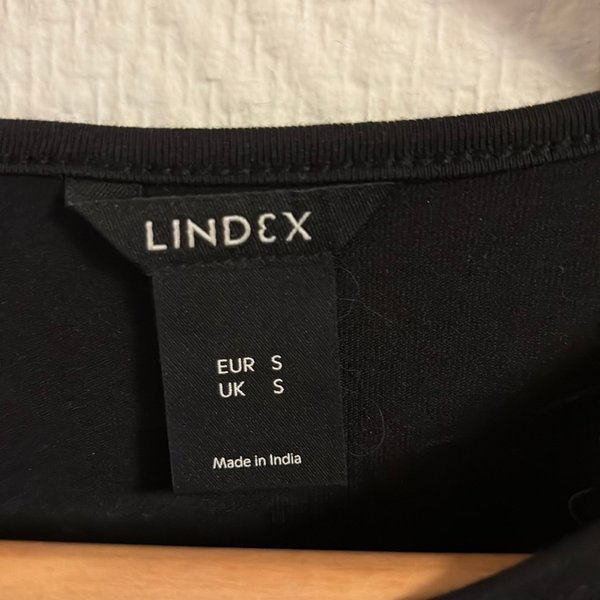 LINDEX
EUR S
UK S
Made in India